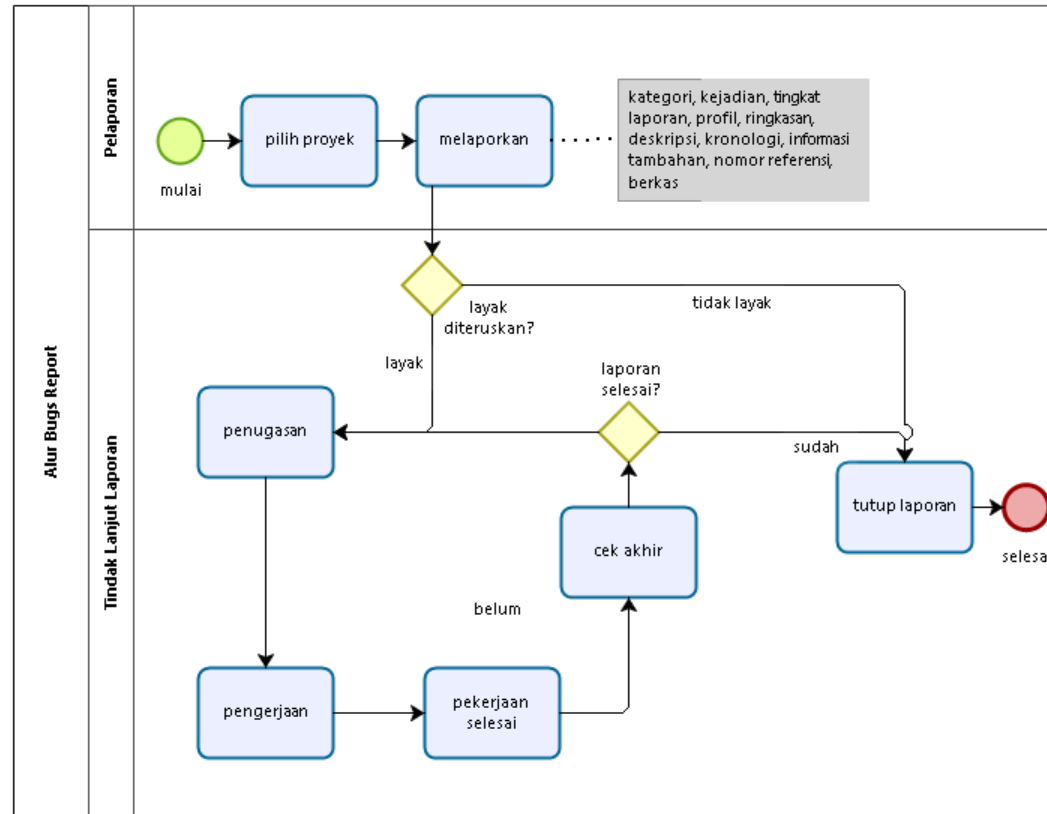 Alur Bugs Report
Pelaporan
mulai
pilih proyek
melaporkan
kategori, kejadian, tingkat
laporan, profil, ringkasan,
deskripsi, kronologi, informasi
tambahan, nomor referensi,
berkas
Tindak Lanjut Laporan
layak
diteruskan?
tidak layak
layak
laporan
selesai?
penugasan
sudah
tutup laporan
selesa
cek akhir
belum
pengerjaan
pekerjaan
selesai